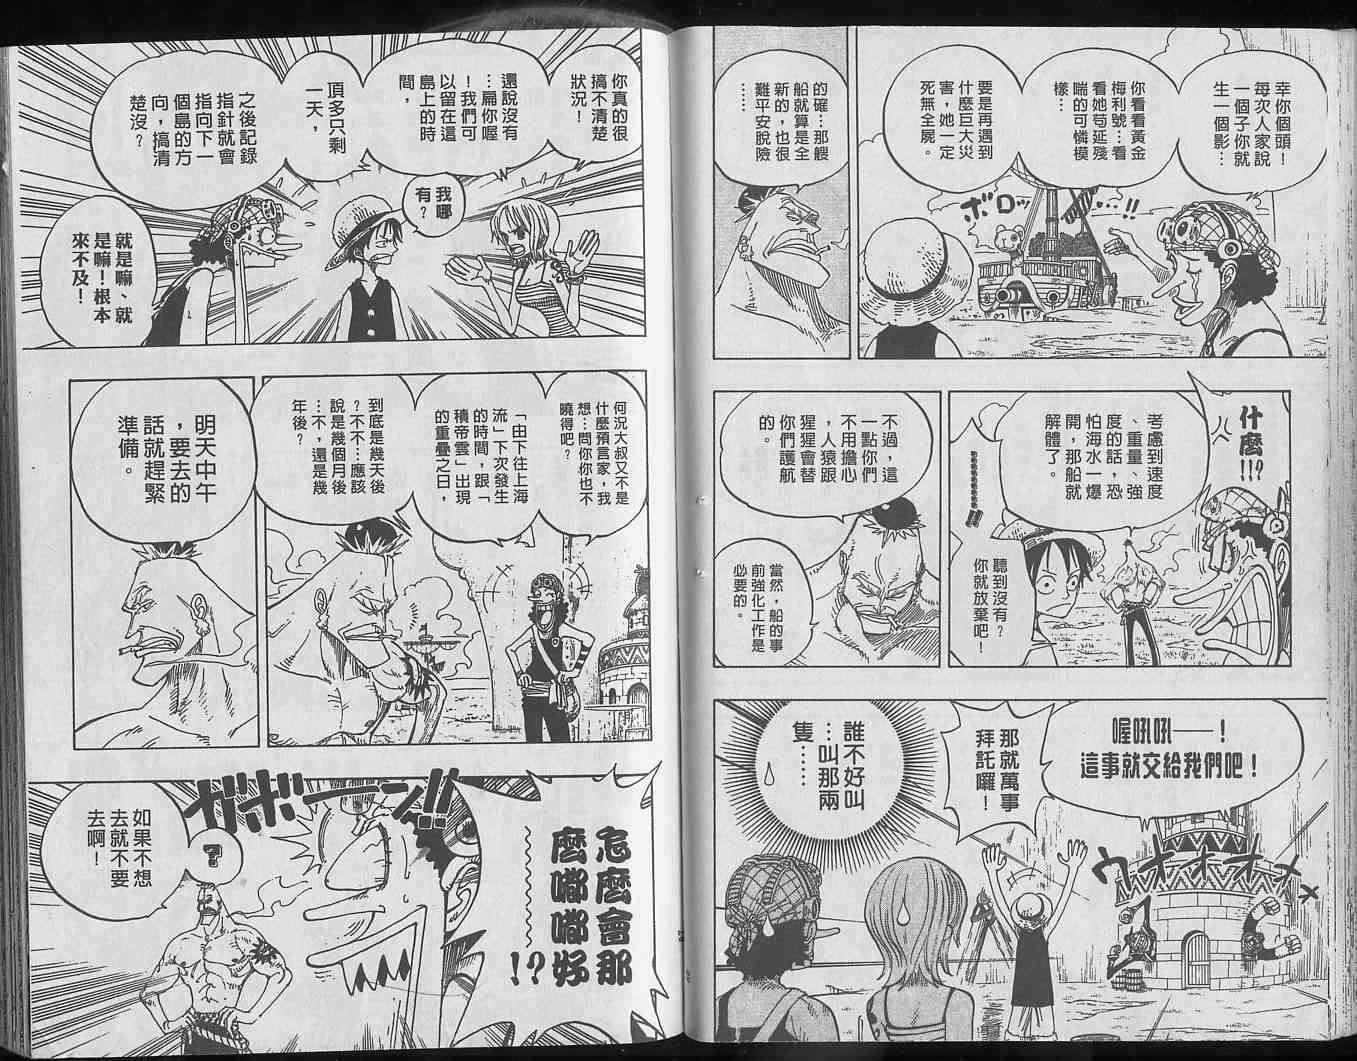 幸你個頭！
每次人家說
一個子你就
生一個影…
你看看黃金
梅利號…看
看她苟延殘
喘的可憐模
樣…
要是再遇到
什麼巨大災
害，她一定
死無全屍。
ボロッ…!!
的確…那艘
船就算是全
新的，也很
難平安脫險
……
什麼!!?
考慮到速度
、重量、強
度的話，恐
怕海水一爆
開，那船就
解體了。
…………!!
聽到沒有？
你就放棄吧！
不過，這
一點你們
不用擔心
，人猿跟
猩猩會替
你們護航
的。
當然，船的事
前強化工作是
必要的。
喔吼吼——！
這事就交給我們吧！
ウオオオオ
那就萬事
拜託囉！
誰不好叫
…叫那兩
隻……
你真的很
搞不清楚
狀況！
還說沒有
…扁你喔
！我們可
以留在這
島上的時
間，
我哪
有？
頂多只剩
一天，
之後記錄
指針就會
指向下一
個島的方
向，搞清
楚沒？
就是嘛、就
是嘛！根本
來不及！
何況大叔又不是
什麼預言家，我
想…問你你也不
曉得吧？
「由下往上海
流」下次發生
的時間，跟「
積帝雲」出現
的重疊之日，
到底是幾天後
？不不…應該
說是幾個月後
…不，還是幾
年後？
明天中午
，要去的
話就趕緊
準備。
怎麼會那
麼嘟嘟好
!?
ガボーーン!!
?
如果不想
去就不要
去啊！